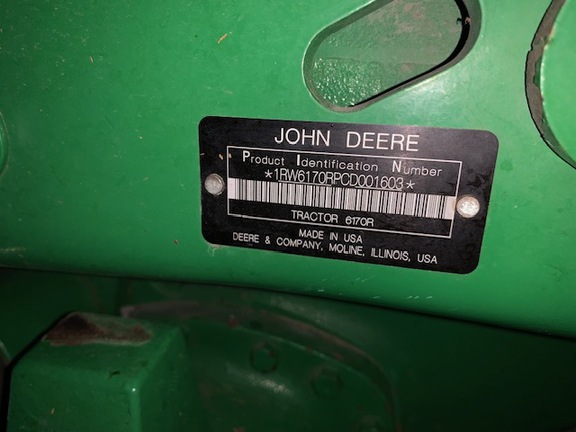 JOHN DEERE
Product Identification Number
*1RW6170RPCD001603*
TRACTOR 6170R
MADE IN USA
DEERE & COMPANY, MOLINE, ILLINOIS, USA